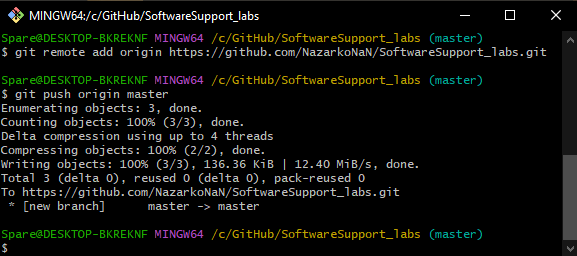 MINGW64:/c/GitHub/SoftwareSupport_labs
Spare@DESKTOP-BKREKNF MINGW64 /c/GitHub/SoftwareSupport_labs (master)
$ git remote add origin https://github.com/NazarkoNaN/SoftwareSupport_labs.git
Spare@DESKTOP-BKREKNF MINGW64 /c/GitHub/SoftwareSupport_labs (master)
$ git push origin master
Enumerating objects: 3, done.
Counting objects: 100% (3/3), done.
Delta compression using up to 4 threads
Compressing objects: 100% (2/2), done.
Writing objects: 100% (3/3), 136.36 KiB | 12.40 MiB/s, done.
Total 3 (delta 0), reused 0 (delta 0), pack-reused 0
To https://github.com/NazarkoNaN/SoftwareSupport_labs.git
 * [new branch]      master -> master
Spare@DESKTOP-BKREKNF MINGW64 /c/GitHub/SoftwareSupport_labs (master)
$